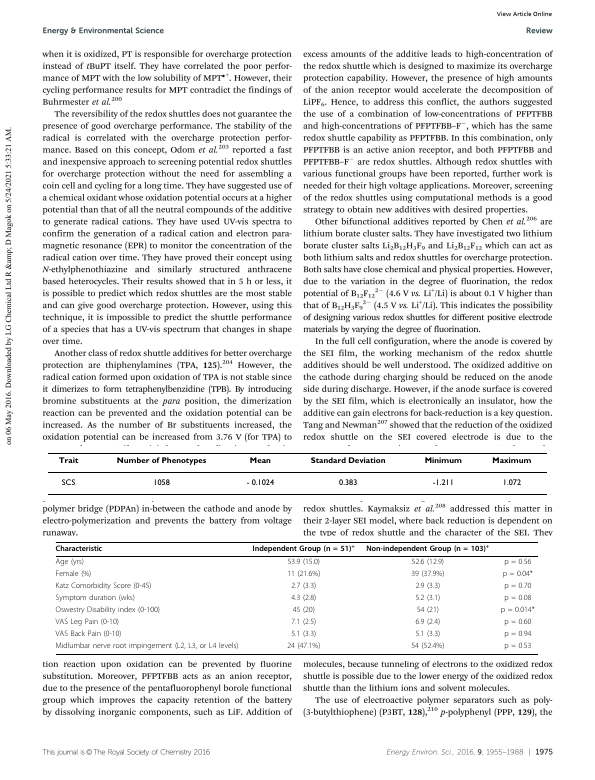 View Article Online
Energy & Environmental Science
Review
on 06 May 2016. Downloaded by LG Chemical Ltd R &amp; D Magok on 5/24/2021 5:33:21 AM.
when it is oxidized, PT is responsible for overcharge protection
instead of tBuPT itself. They have correlated the poor perfor-
mance of MPT with the low solubility of MPT•+. However, their
cycling performance results for MPT contradict the findings of
Buhrmester et al.200
The reversibility of the redox shuttles does not guarantee the
presence of good overcharge performance. The stability of the
radical is correlated with the overcharge protection perfor-
mance. Based on this concept, Odom et al.203 reported a fast
and inexpensive approach to screening potential redox shuttles
for overcharge protection without the need for assembling a
coin cell and cycling for a long time. They have suggested use of
a chemical oxidant whose oxidation potential occurs at a higher
potential than that of all the neutral compounds of the additive
to generate radical cations. They have used UV-vis spectra to
confirm the generation of a radical cation and electron para-
magnetic resonance (EPR) to monitor the concentration of the
radical cation over time. They have proved their concept using
N-ethylphenothiazine and similarly structured anthracene
based heterocycles. Their results showed that in 5 h or less, it
is possible to predict which redox shuttles are the most stable
and can give good overcharge protection. However, using this
technique, it is impossible to predict the shuttle performance
of a species that has a UV-vis spectrum that changes in shape
over time.
Another class of redox shuttle additives for better overcharge
protection are thiphenylamines (TPA, 125).204 However, the
radical cation formed upon oxidation of TPA is not stable since
it dimerizes to form tetraphenylbenzidine (TPB). By introducing
bromine substituents at the para position, the dimerization
reaction can be prevented and the oxidation potential can be
increased. As the number of Br substituents increased, the
oxidation potential can be increased from 3.76 V (for TPA) to
excess amounts of the additive leads to high-concentration of
the redox shuttle which is designed to maximize its overcharge
protection capability. However, the presence of high amounts
of the anion receptor would accelerate the decomposition of
LiPF6. Hence, to address this conflict, the authors suggested
the use of a combination of low-concentrations of PFPTFBB
and high-concentrations of PFPTFBB–F−, which has the same
redox shuttle capability as PFPTFBB. In this combination, only
PFPTFBB is an active anion receptor, and both PFPTFBB and
PFPTFBB–F− are redox shuttles. Although redox shuttles with
various functional groups have been reported, further work is
needed for their high voltage applications. Moreover, screening
of the redox shuttles using computational methods is a good
strategy to obtain new additives with desired properties.
Other bifunctional additives reported by Chen et al.206 are
lithium borate cluster salts. They have investigated two lithium
borate cluster salts Li2B12H3F9 and Li2B12F12 which can act as
both lithium salts and redox shuttles for overcharge protection.
Both salts have close chemical and physical properties. However,
due to the variation in the degree of fluorination, the redox
potential of B12F12 2− (4.6 V vs. Li+/Li) is about 0.1 V higher than
that of B12H3F9 2− (4.5 V vs. Li+/Li). This indicates the possibility
of designing various redox shuttles for different positive electrode
materials by varying the degree of fluorination.
In the full cell configuration, where the anode is covered by
the SEI film, the working mechanism of the redox shuttle
additives should be well understood. The oxidized additive on
the cathode during charging should be reduced on the anode
side during discharge. However, if the anode surface is covered
by the SEI film, which is electronically an insulator, how the
additive can gain electrons for back-reduction is a key question.
Tang and Newman207 showed that the reduction of the oxidized
redox shuttle on the SEI covered electrode is due to the
Trait Number of Phenotypes Mean Standard Deviation Minimum Maximum
SCS 1058 - 0.1024 0.383 -1.211 1.072
polymer bridge (PDPAn) in-between the cathode and anode by
electro-polymerization and prevents the battery from voltage
runaway.
redox shuttles. Kaymaksiz et al.208 addressed this matter in
their 2-layer SEI model, where back reduction is dependent on
the type of redox shuttle and the character of the SEI. They
Characteristic Independent Group (n = 51)+ Non-independent Group (n = 103)+
Age (yrs) 53.9 (15.0) 52.6 (12.9) p = 0.56
Female (%) 11 (21.6%) 39 (37.9%) p = 0.04*
Katz Comorbidity Score (0-45) 2.7 (3.3) 2.9 (3.3) p = 0.70
Symptom duration (wks) 4.3 (2.8) 5.2 (3.1) p = 0.08
Oswestry Disability index (0-100) 45 (20) 54 (21) p = 0.014*
VAS Leg Pain (0-10) 7.1 (2.5) 6.9 (2.4) p = 0.60
VAS Back Pain (0-10) 5.1 (3.3) 5.1 (3.3) p = 0.94
Midlumbar nerve root impingement (L2, L3, or L4 levels) 24 (47.1%) 54 (52.4%) p = 0.53
tion reaction upon oxidation can be prevented by fluorine
substitution. Moreover, PFPTFBB acts as an anion receptor,
due to the presence of the pentafluorophenyl borole functional
group which improves the capacity retention of the battery
by dissolving inorganic components, such as LiF. Addition of
molecules, because tunneling of electrons to the oxidized redox
shuttle is possible due to the lower energy of the oxidized redox
shuttle than the lithium ions and solvent molecules.
The use of electroactive polymer separators such as poly-
(3-butylthiophene) (P3BT, 128),210 p-polyphenyl (PPP, 129), the
This journal is © The Royal Society of Chemistry 2016
Energy Environ. Sci., 2016, 9, 1955–1988 | 1975